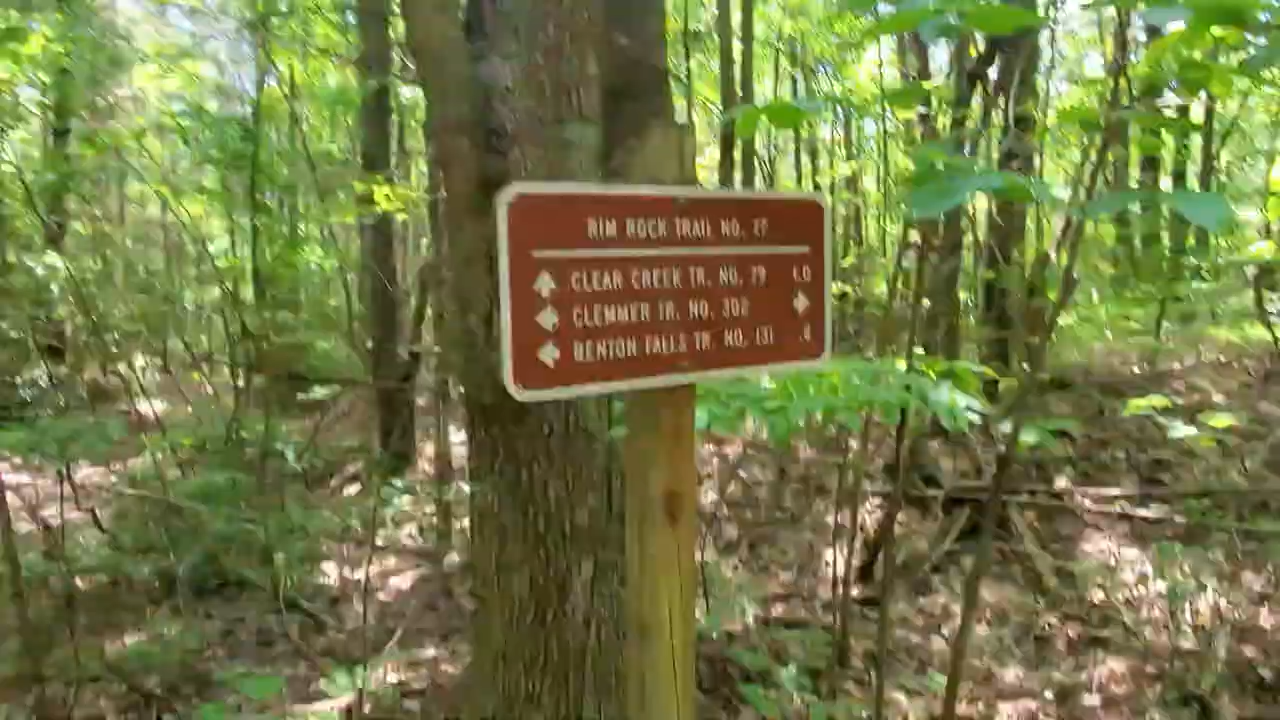 RIM ROCK TRAIL NO. 27
CLEAR CREEK TR. NO. 79 1.0
CLEMMER TR. NO. 302
BENTON FALLS TR. NO. 131 .6